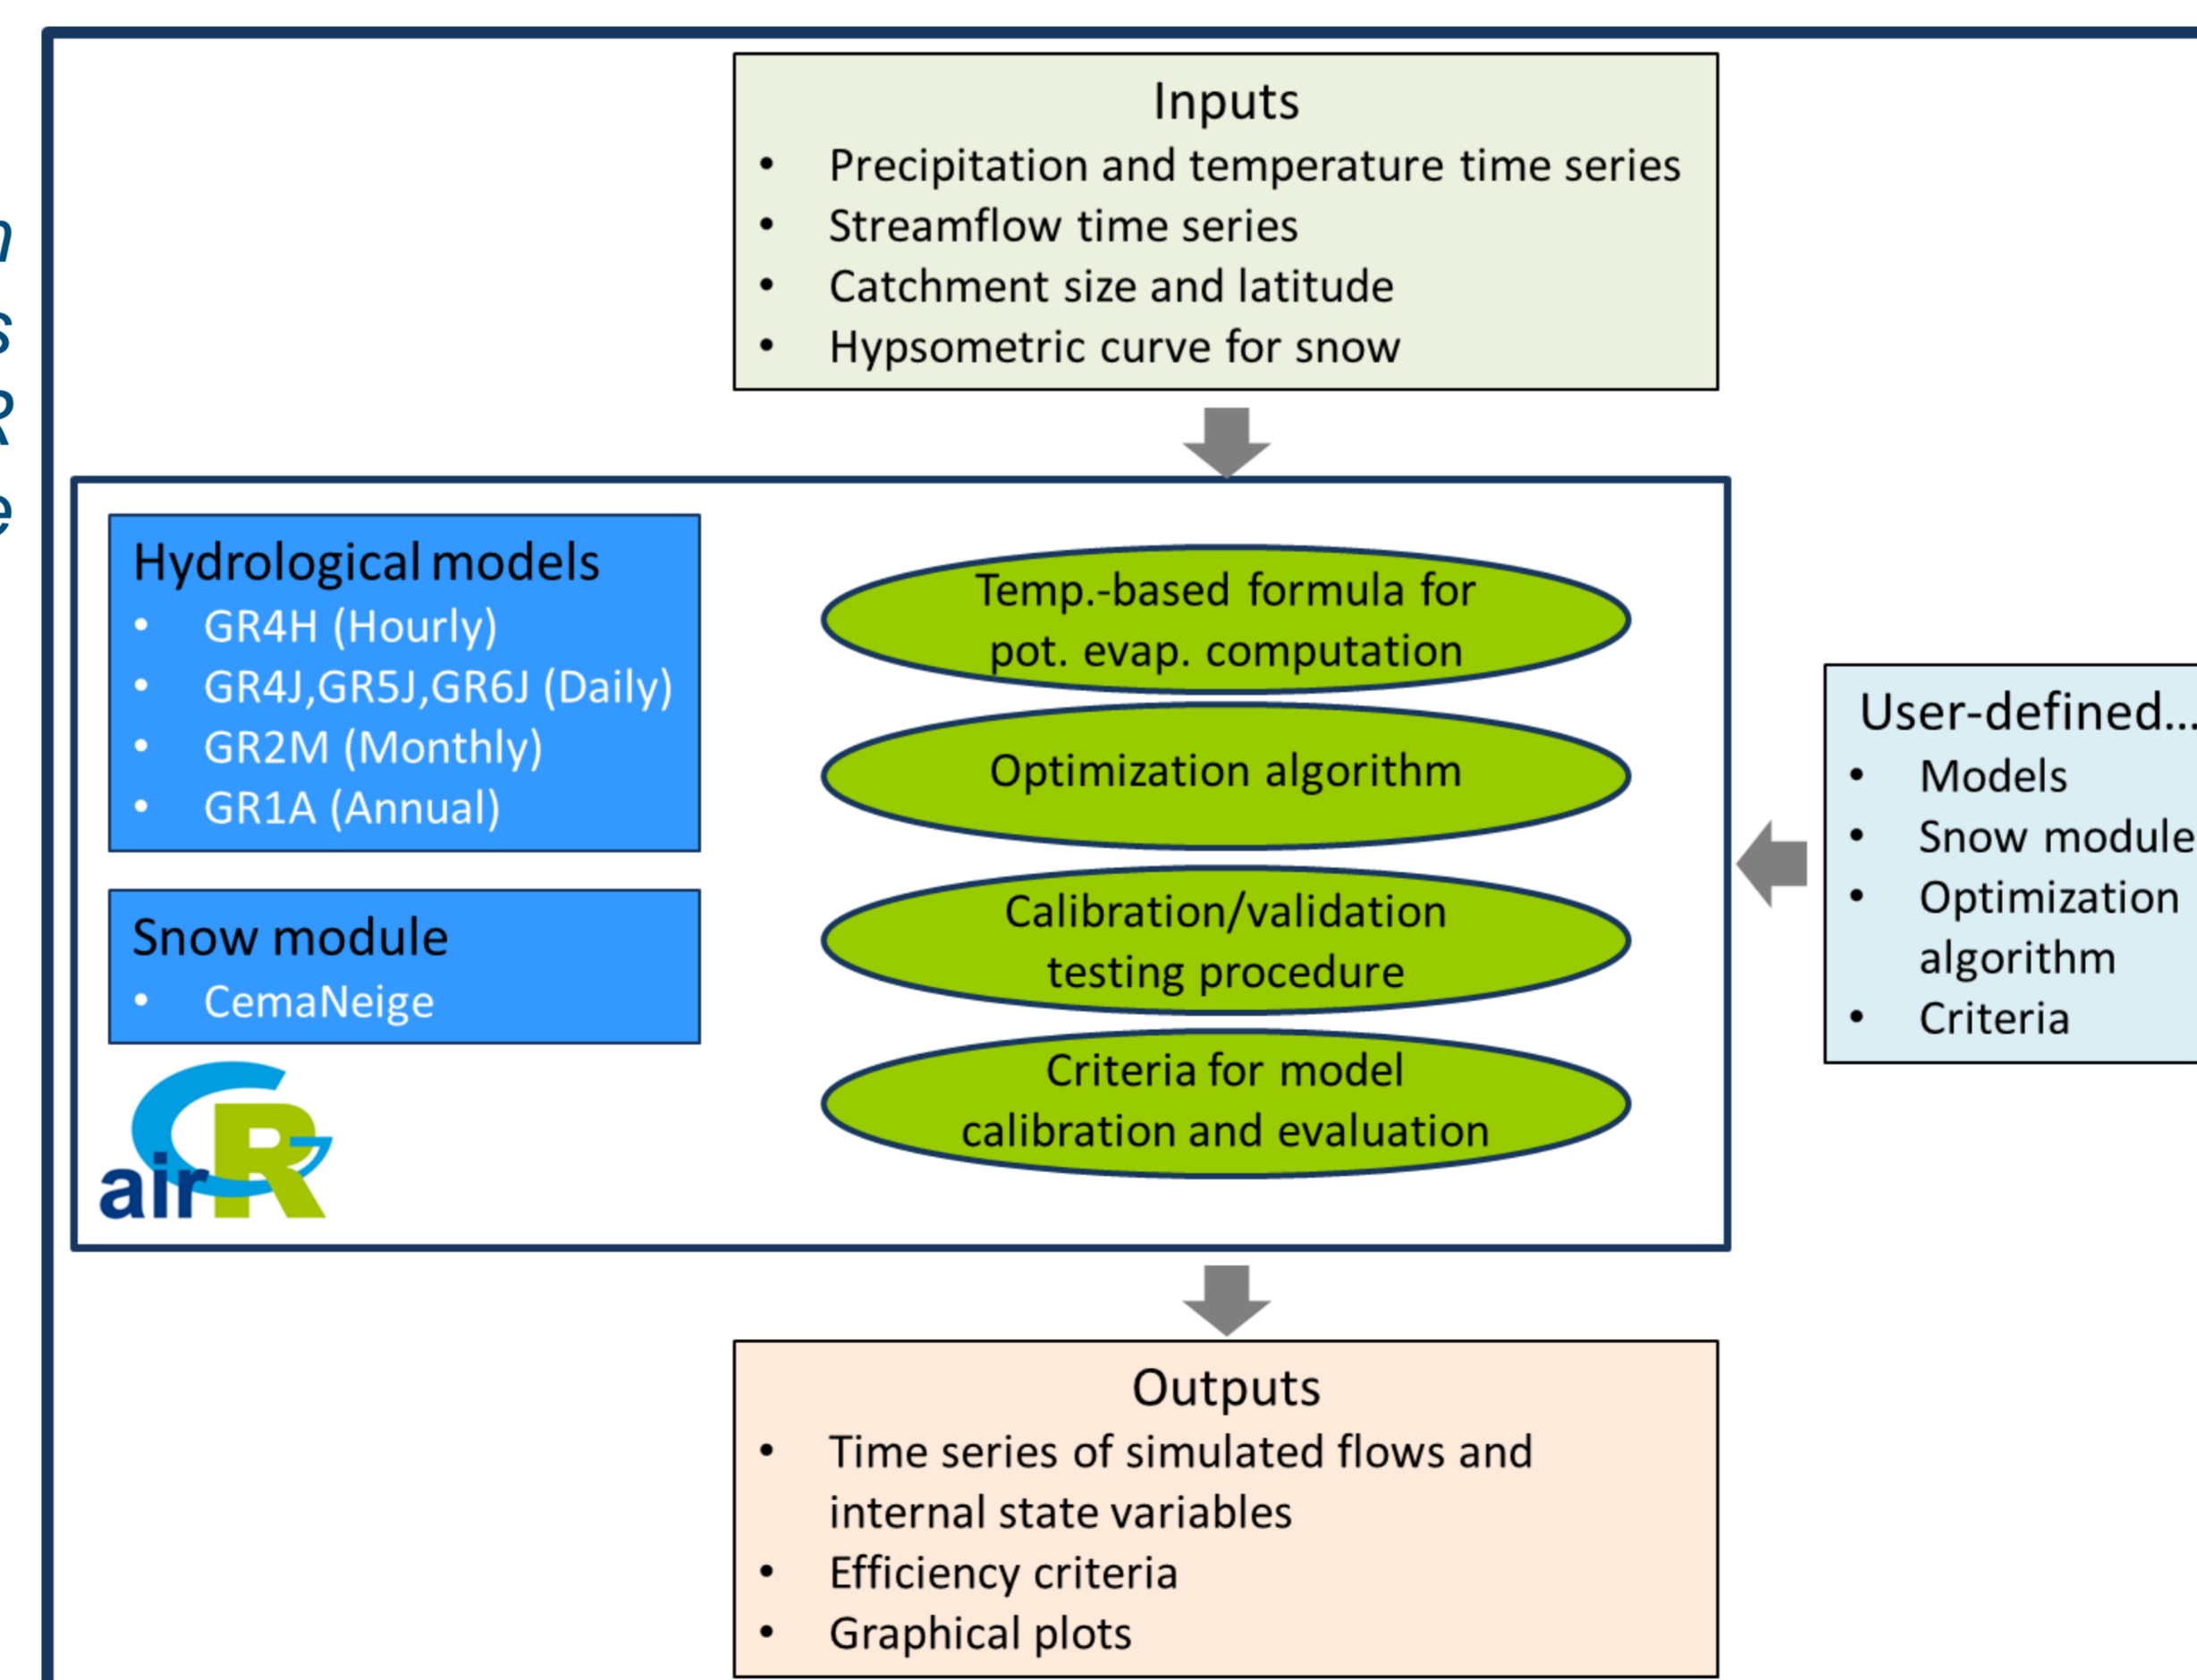 Inputs
• Precipitation and temperature time series
• Streamflow time series
• Catchment size and latitude
• Hypsometric curve for snow
Hydrological models
• GR4H (Hourly)
• GR4J,GR5J,GR6J (Daily)
• GR2M (Monthly)
• GR1A (Annual)
Snow module
• CemaNeige
airGR
Temp.-based formula for
pot. evap. computation
Optimization algorithm
Calibration/validation
testing procedure
Criteria for model
calibration and evaluation
User-defined...
• Models
• Snow module
• Optimization
algorithm
• Criteria
Outputs
• Time series of simulated flows and
internal state variables
• Efficiency criteria
• Graphical plots